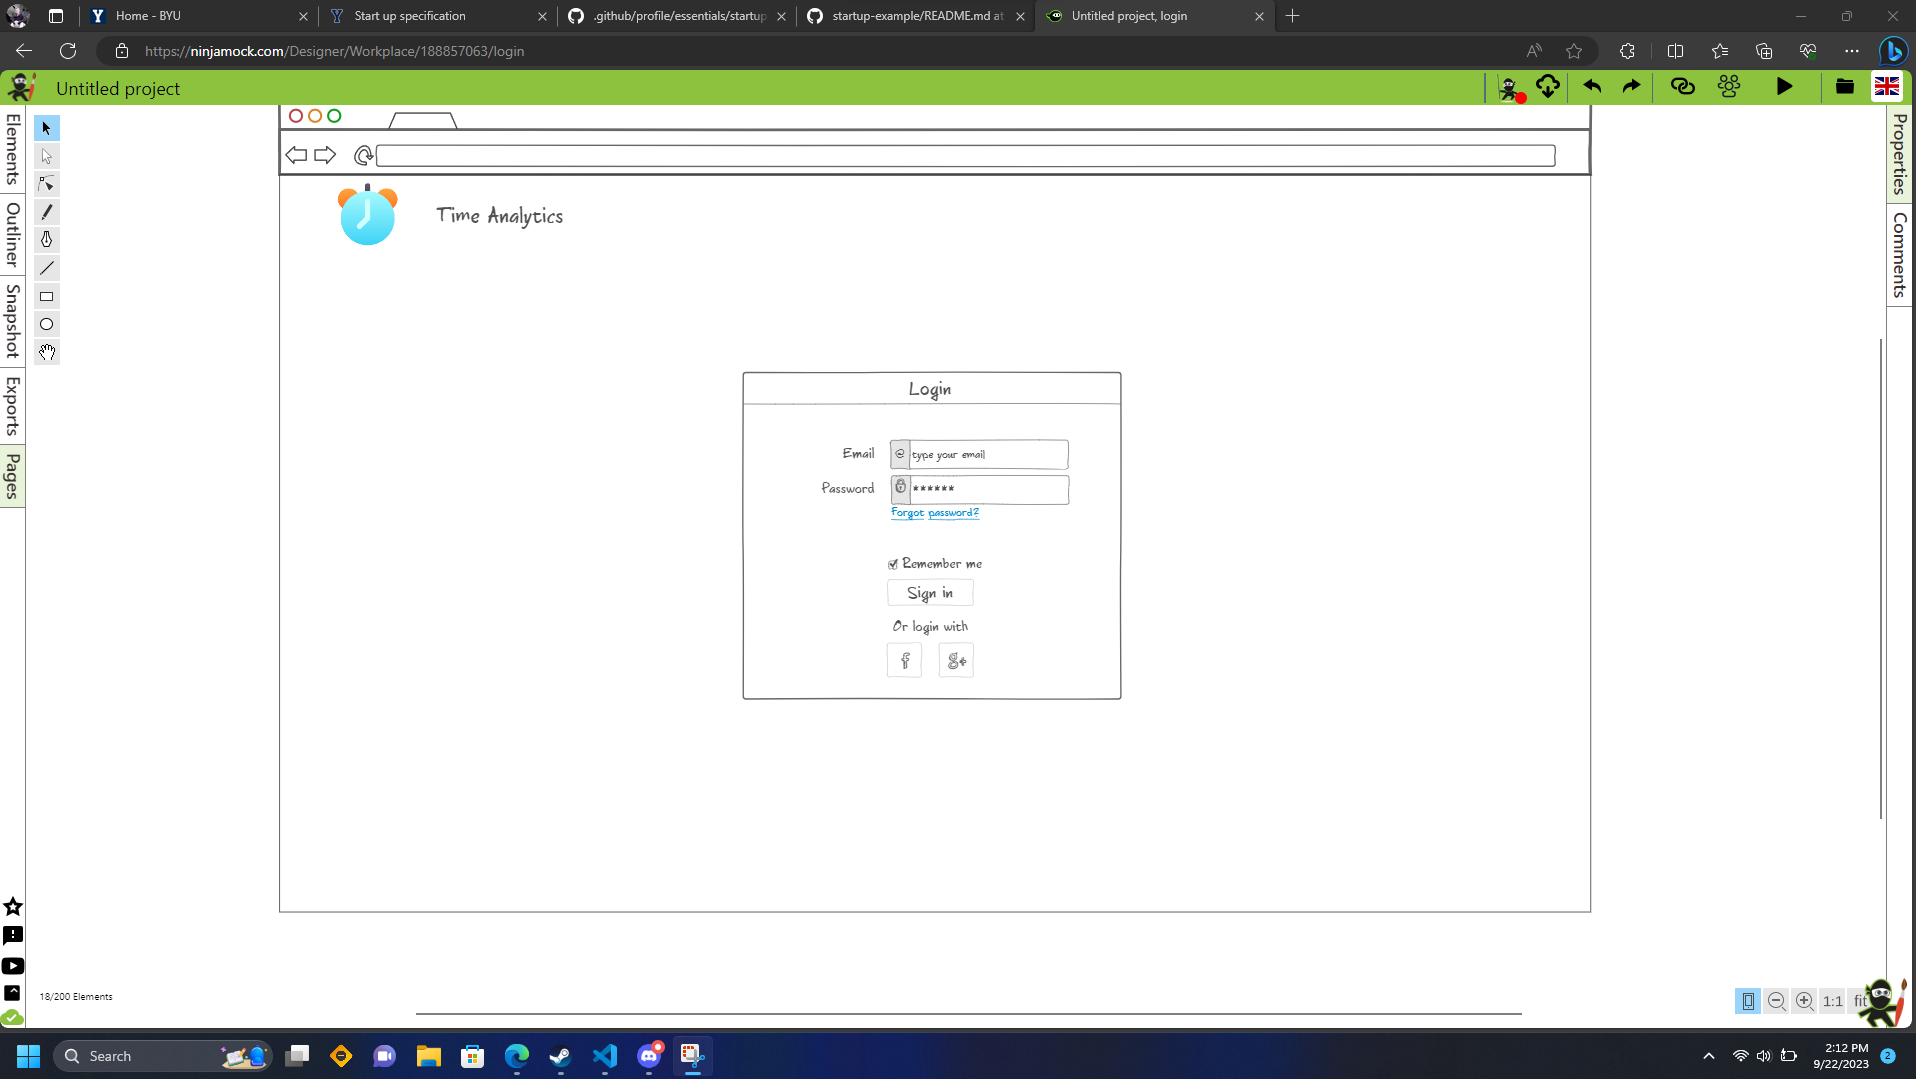 Home - BYU
Start up specification
.github/profile/essentials/startup
startup-example/README.md at
Untitled project, login
https://ninjamock.com/Designer/Workplace/188857063/login
Untitled project
Elements
Outliner
Snapshot
Exports
Pages
Properties
Comments
Time Analytics
Login
Email
@ type your email
Password
******
Forgot password?
Remember me
Sign in
Or login with
f g+
18/200 Elements
1:1 fit
Search
2:12 PM
9/22/2023
2